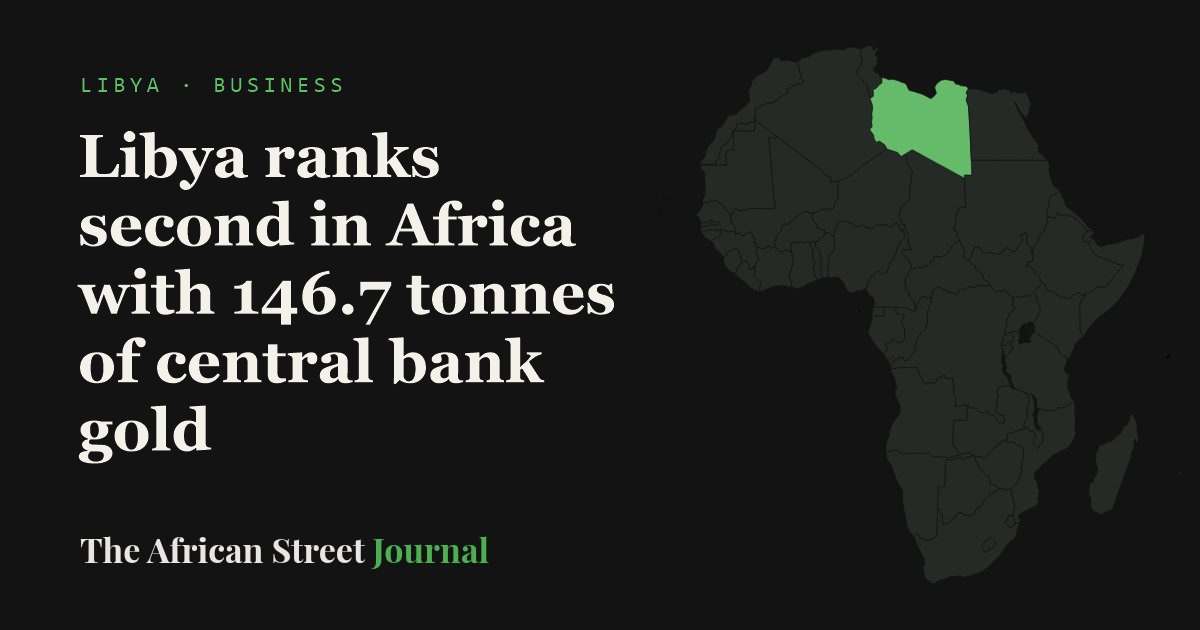 LIBYA · BUSINESS
Libya ranks
second in Africa
with 146.7 tonnes
of central bank
gold
The African Street Journal